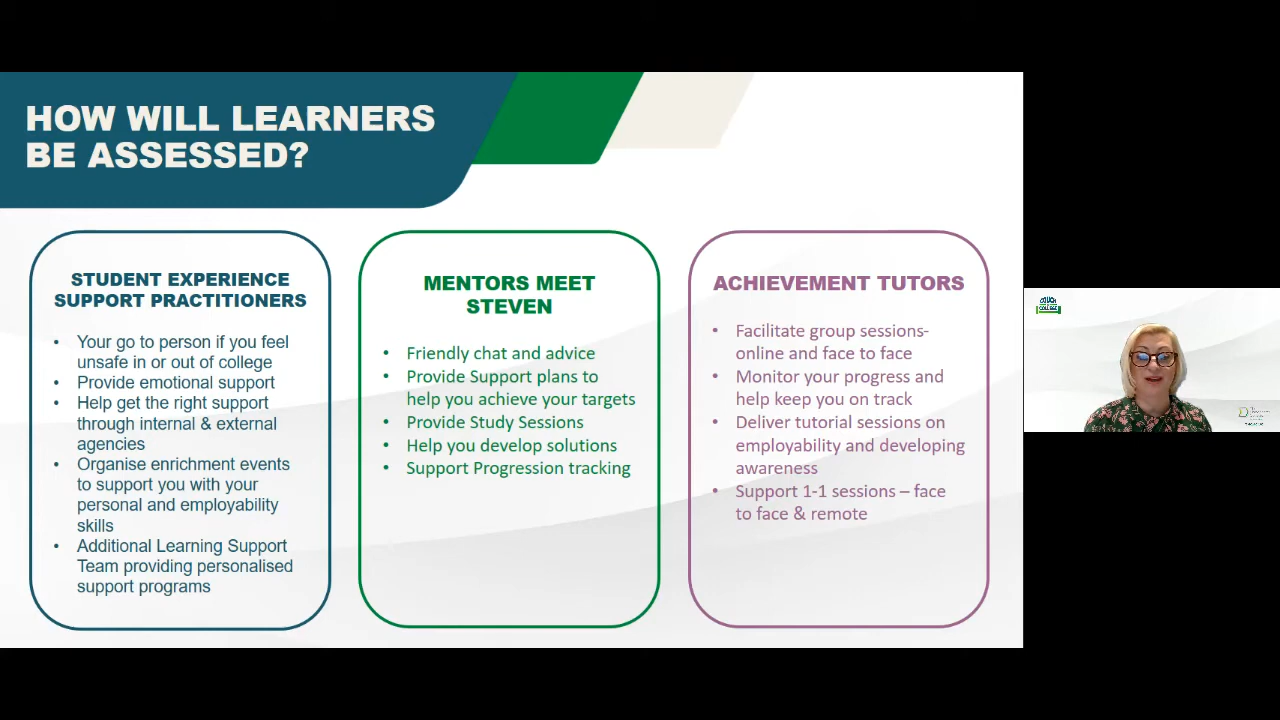 HOW WILL LEARNERS
BE ASSESSED?
STUDENT EXPERIENCE
SUPPORT PRACTITIONERS
• Your go to person if you feel
unsafe in or out of college
• Provide emotional support
• Help get the right support
through internal & external
agencies
• Organise enrichment events
to support you with your
personal and employability
skills
• Additional Learning Support
Team providing personalised
support programs
MENTORS MEET
STEVEN
• Friendly chat and advice
• Provide Support plans to
help you achieve your targets
• Provide Study Sessions
• Help you develop solutions
• Support Progression tracking
ACHIEVEMENT TUTORS
• Facilitate group sessions-
online and face to face
• Monitor your progress and
help keep you on track
• Deliver tutorial sessions on
employability and developing
awareness
• Support 1-1 sessions – face
to face & remote
COLLEGE